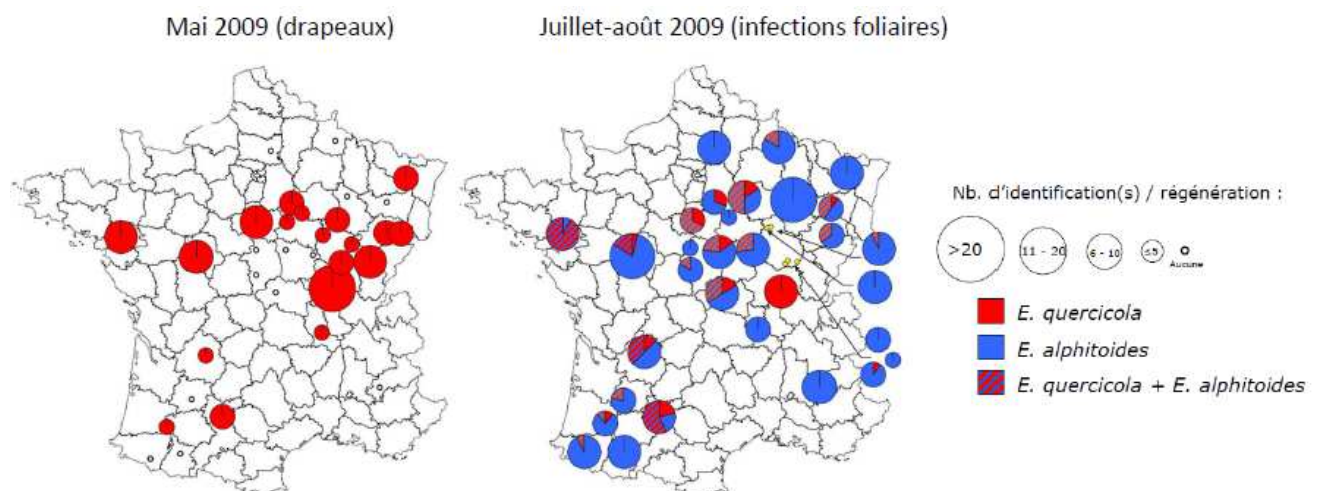 Mai 2009 (drapeaux)
Juillet-août 2009 (infections foliaires)
Nb. d'identification(s) / régénération :
>20
11 - 20
6 - 10
≤5
Aucune
E. quercicola
E. alphitoides
E. quercicola + E. alphitoides